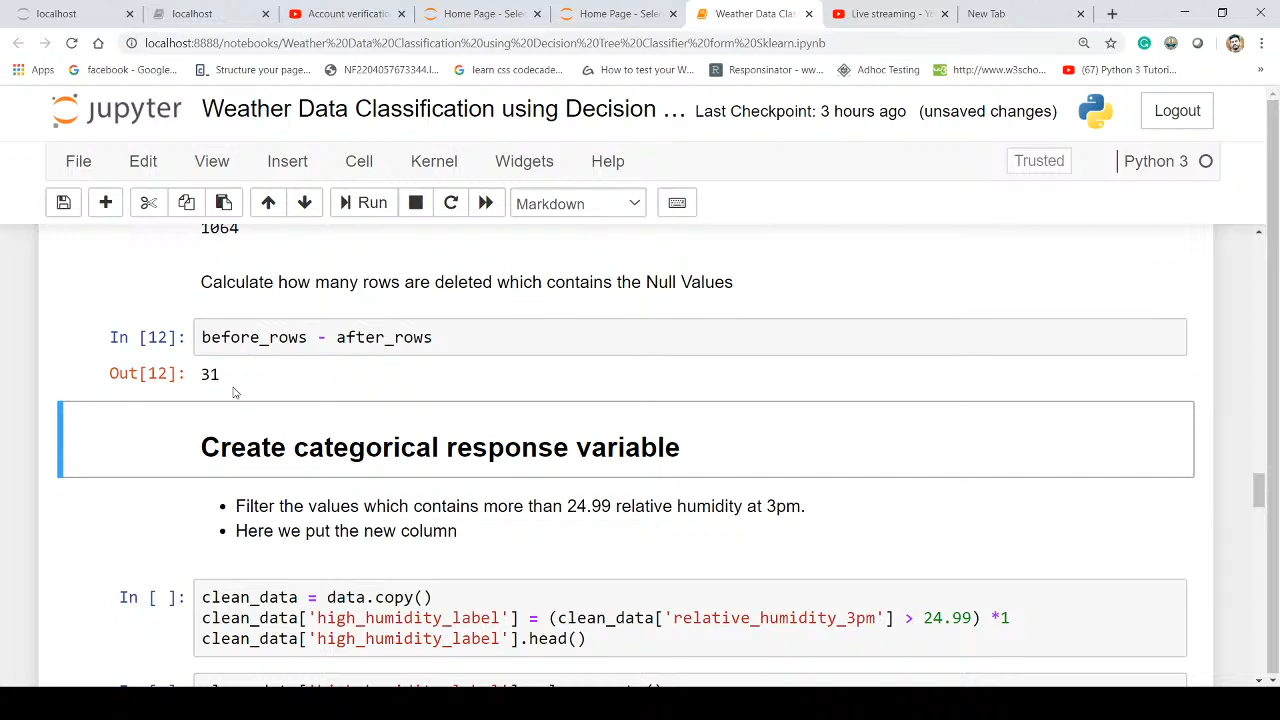 localhost
localhost
Account verificatio
Home Page - Sele
Home Page - Sele
Weather Data Clas
Live streaming - Yo
New Tab
localhost:8888/notebooks/Weather%20Data%20Classification%20using%20Decision%20Tree%20Classifier%20form%20Sklearn.ipynb
Apps
facebook - Google...
Structure your page...
NF22041057673344.I...
learn css codecade...
How to test your W...
Responsinator - ww...
Adhoc Testing
http://www.w3scho...
(67) Python 3 Tutori...
»
jupyter
Weather Data Classification using Decision ...
Last Checkpoint: 3 hours ago (unsaved changes)
Logout
File
Edit
View
Insert
Cell
Kernel
Widgets
Help
Trusted
Python 3
Run
Markdown
1064
Calculate how many rows are deleted which contains the Null Values
In [12]: before_rows - after_rows
Out[12]: 31
Create categorical response variable
• Filter the values which contains more than 24.99 relative humidity at 3pm.
• Here we put the new column
In [ ]: clean_data = data.copy()
clean_data['high_humidity_label'] = (clean_data['relative_humidity_3pm'] > 24.99) *1
clean_data['high_humidity_label'].head()